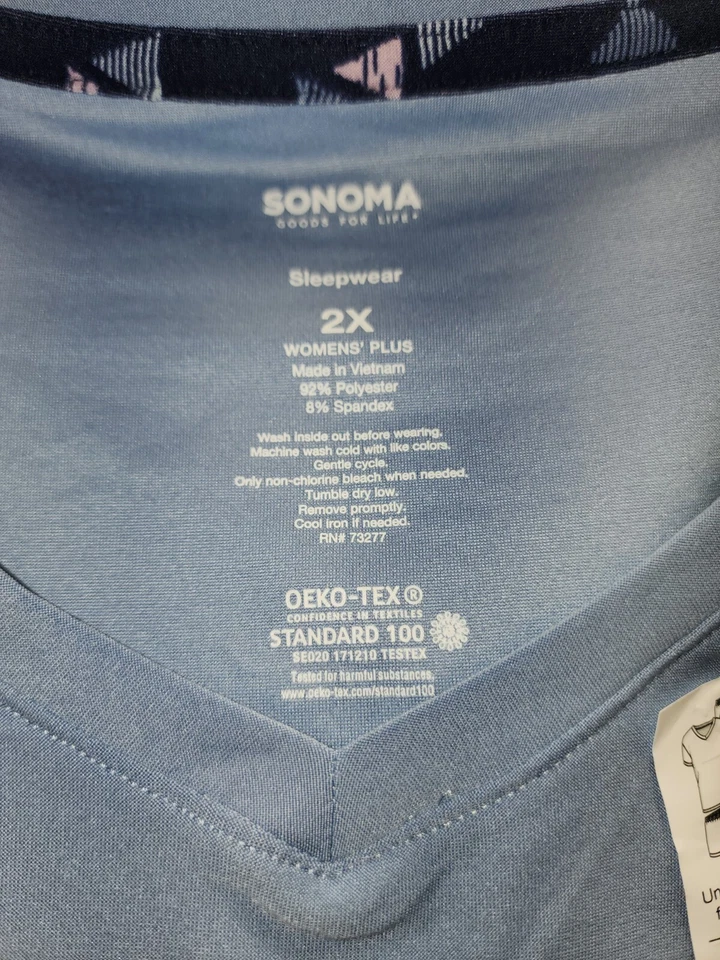 SONOMA
GOODS FOR LIFE®
Sleepwear
2X
WOMENS' PLUS
Made in Vietnam
92% Polyester
8% Spandex
Wash inside out before wearing.
Machine wash cold with like colors.
Gentle cycle.
Only non-chlorine bleach when needed.
Tumble dry low.
Remove promptly.
Cool iron if needed.
RN# 73277
OEKO-TEX®
CONFIDENCE IN TEXTILES
STANDARD 100
SE020 171210 TESTEX
Tested for harmful substances.
www.oeko-tex.com/standard100